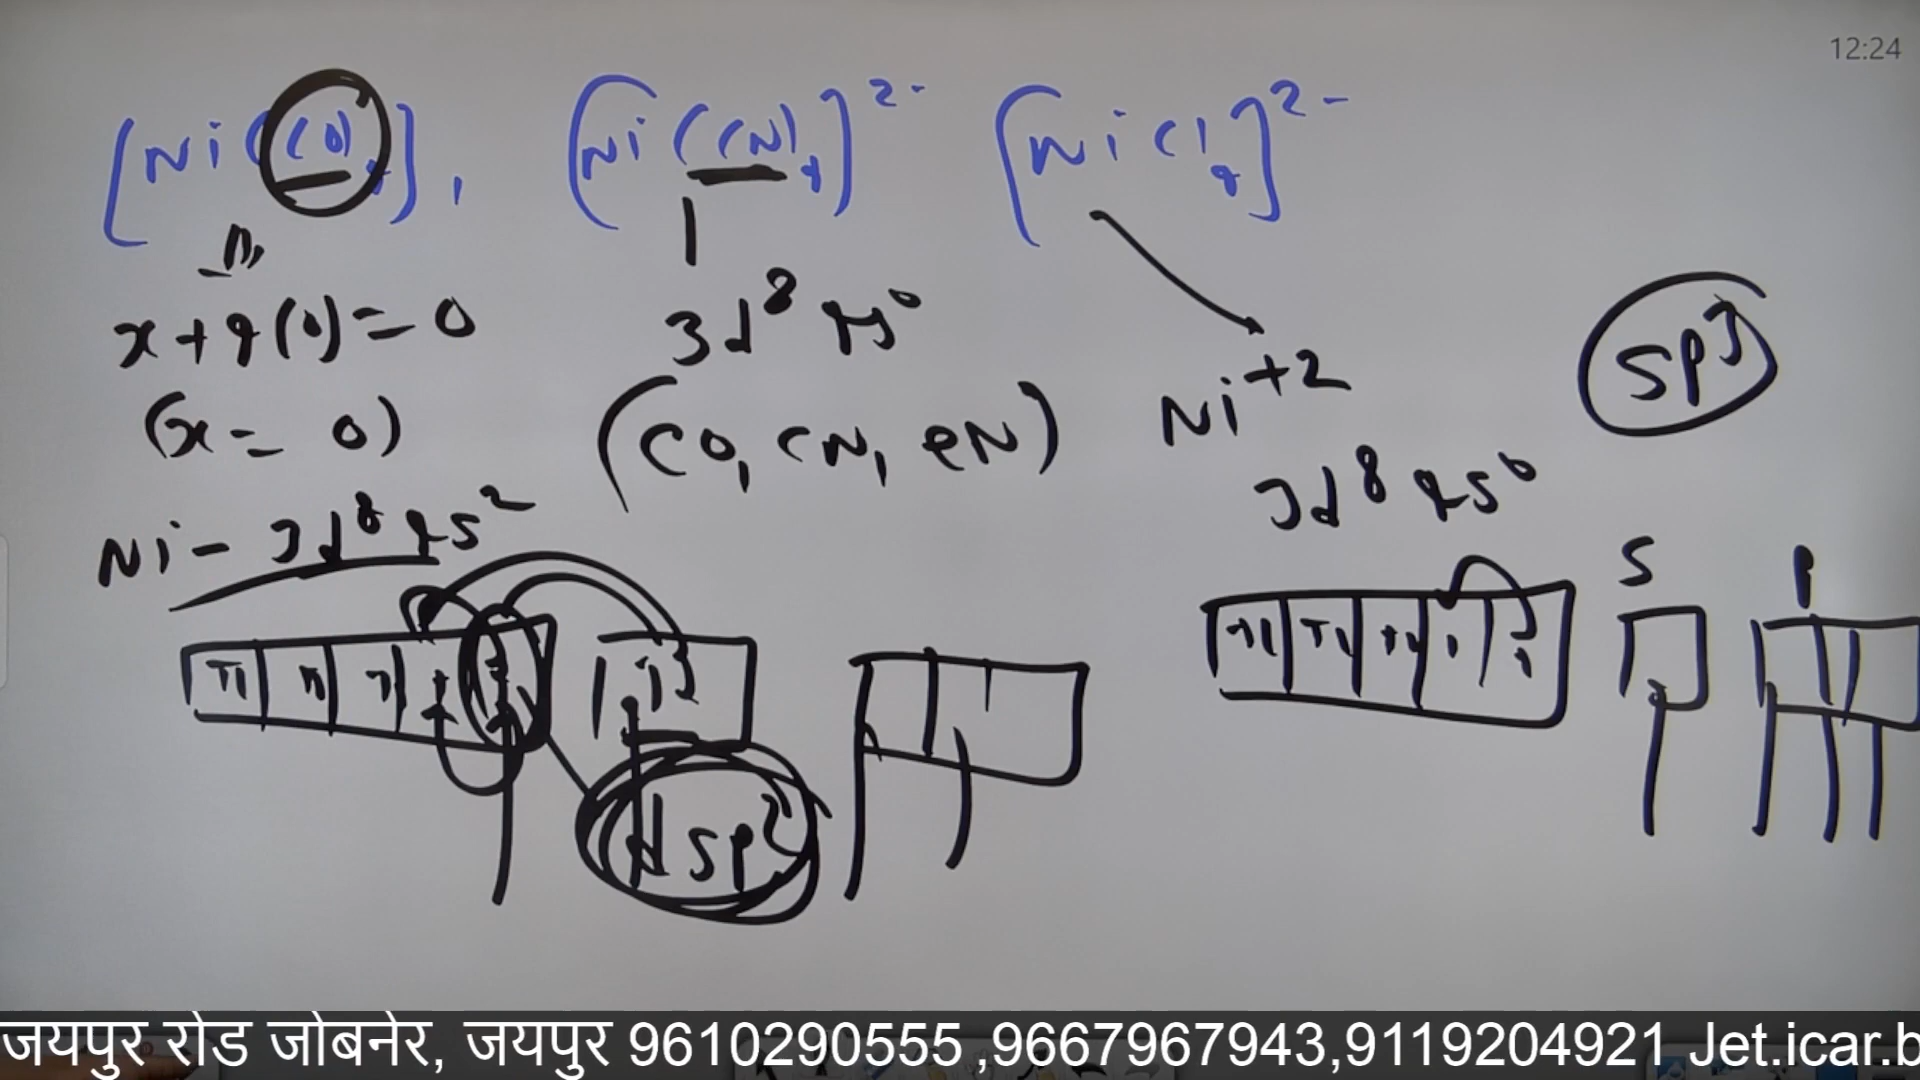 12:24
[Ni(CO)4], [Ni(CN)4]2- [NiCl4]2-
x+4(0)=0 3d8 4s0
Ni+2 sp3
(x = 0) (CO, CN, en)
Ni - 3d8 4s2 3d8 4s0
S P
dsp2
जयपुर रोड जोबनेर, जयपुर 9610290555 ,9667967943,9119204921 Jet.icar.b